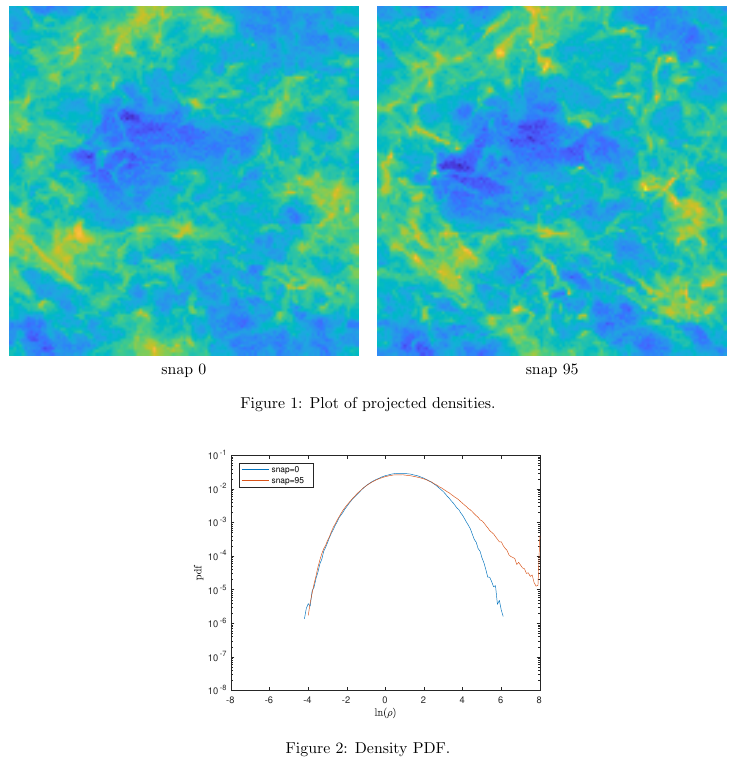 snap 0
snap 95
Figure 1: Plot of projected densities.
10^-1
snap=0
snap=95
10^-2
10^-3
10^-4
pdf
10^-5
10^-6
10^-7
10^-8
-8 -6 -4 -2 0 2 4 6 8
ln(ρ)
Figure 2: Density PDF.